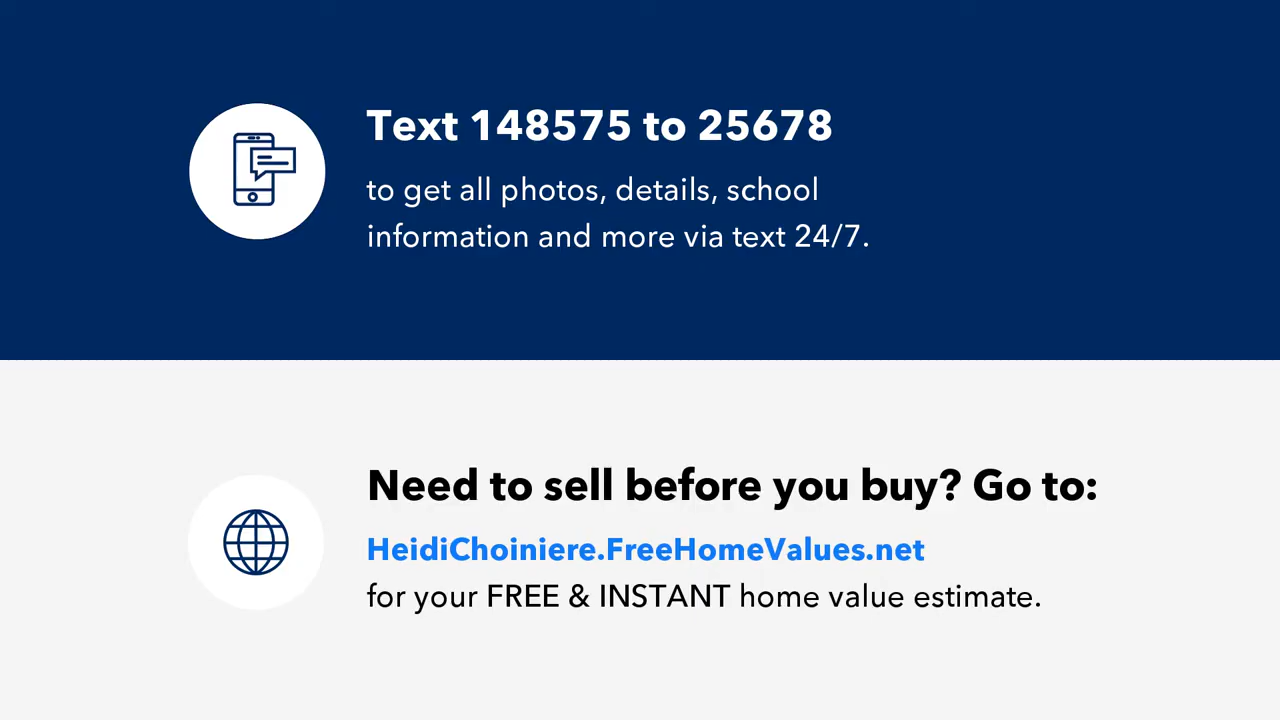 Text 148575 to 25678
to get all photos, details, school
information and more via text 24/7.
Need to sell before you buy? Go to:
HeidiChoiniere.FreeHomeValues.net
for your FREE & INSTANT home value estimate.